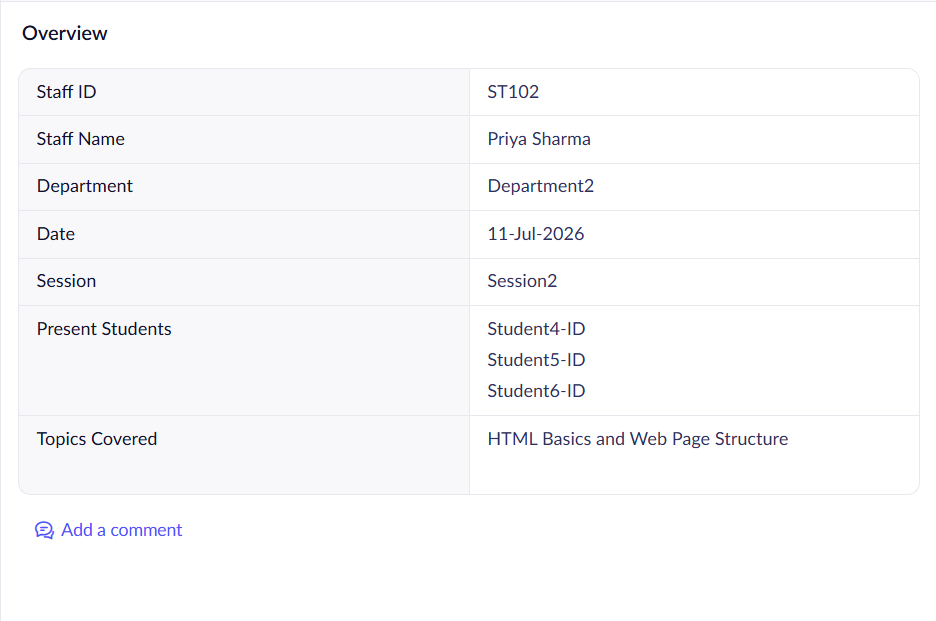 Overview
Staff ID ST102
Staff Name Priya Sharma
Department Department2
Date 11-Jul-2026
Session Session2
Present Students Student4-ID
Student5-ID
Student6-ID
Topics Covered HTML Basics and Web Page Structure
Add a comment